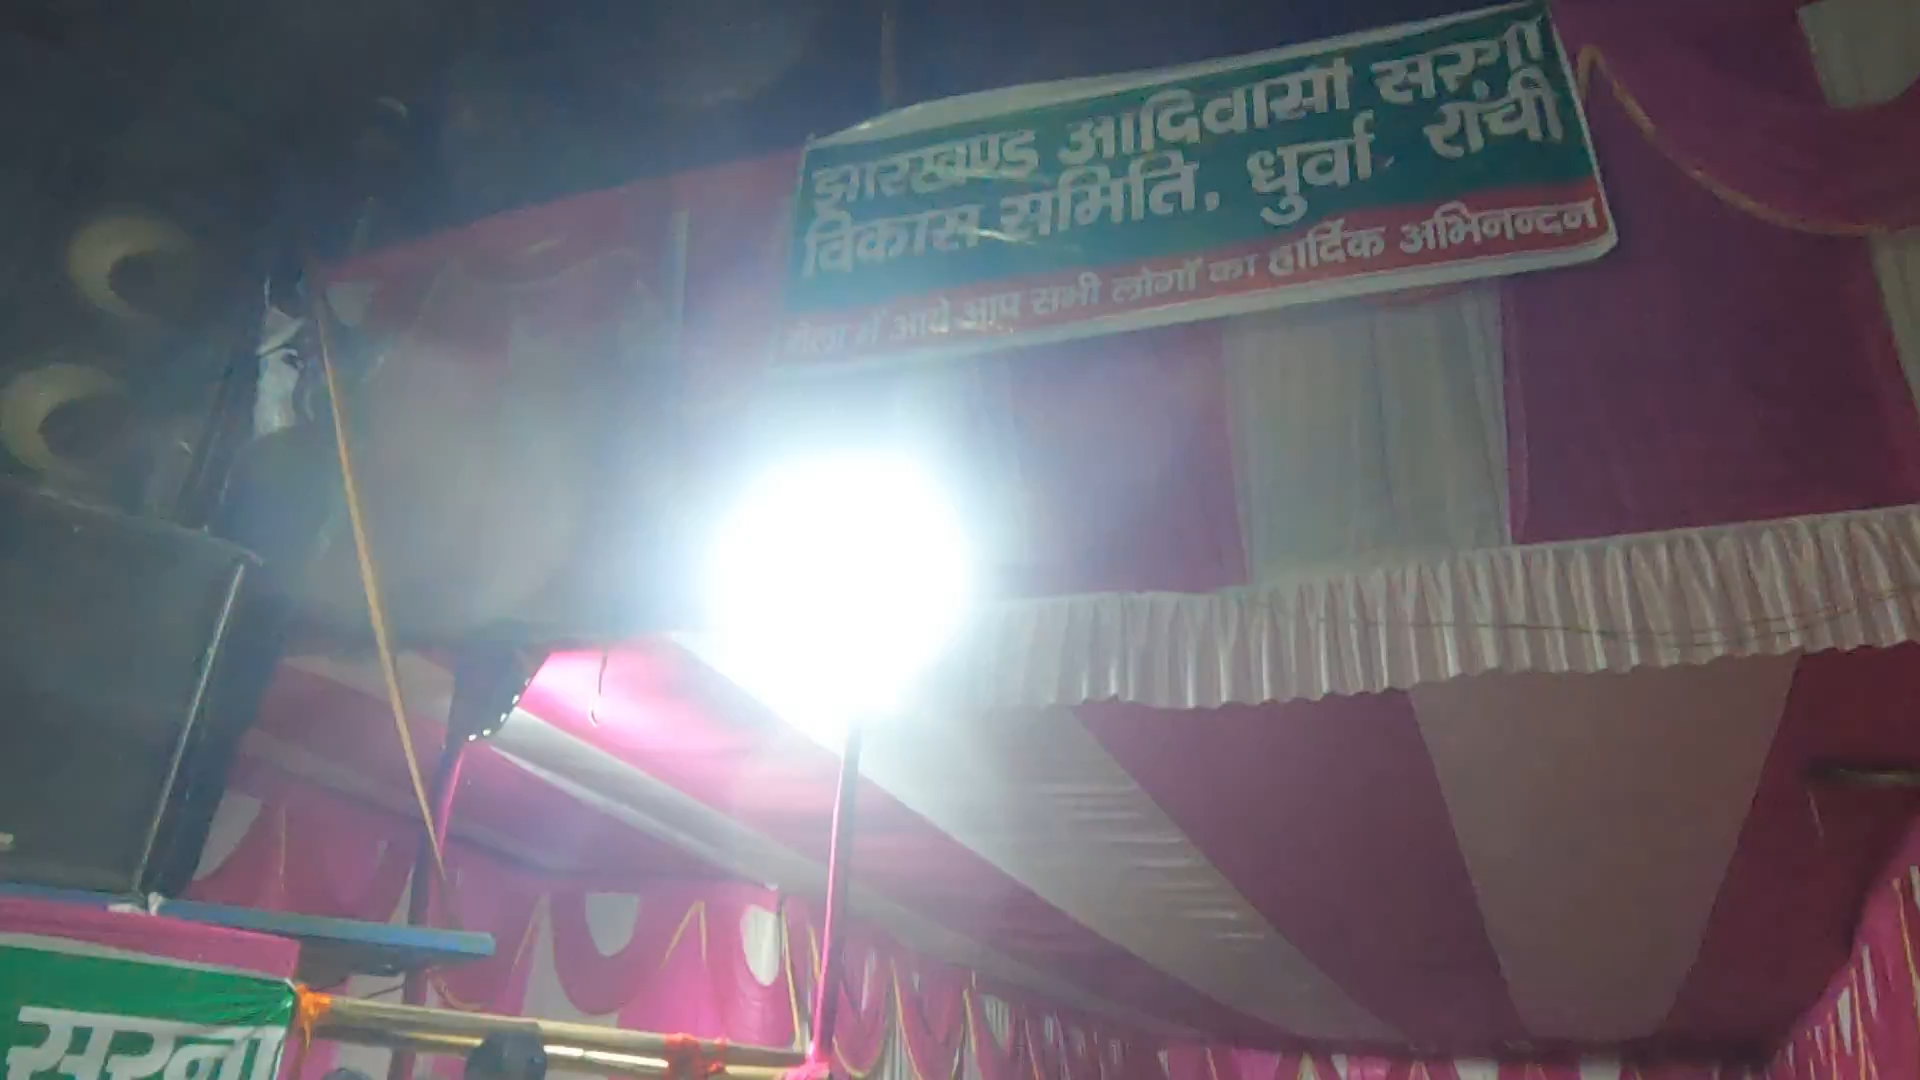 झारखण्ड आदिवासी सरना
विकास समिति, धुर्वा रांची
मेला में आये आप सभी लोगों का हार्दिक अभिनन्दन
सरना